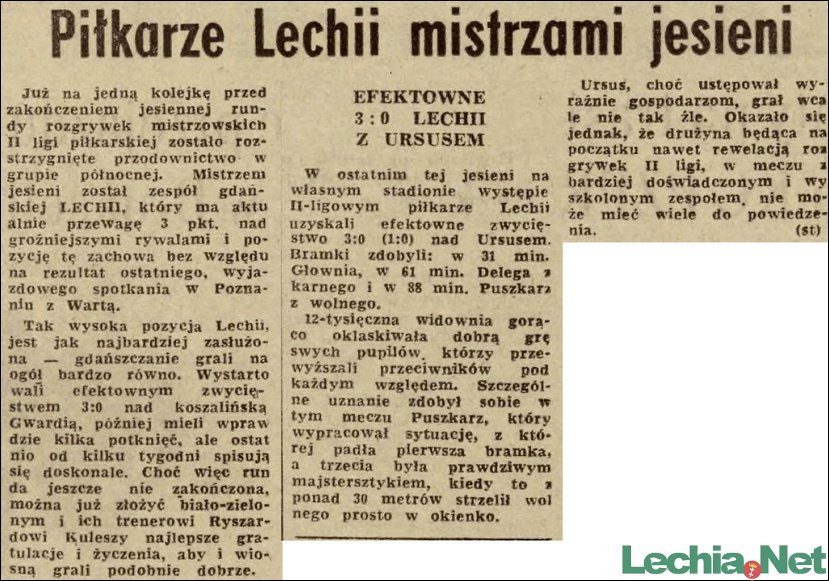 Piłkarze Lechii mistrzami jesieni
Już na jedną kolejkę przed
zakończeniem jesiennej run-
dy rozgrywek mistrzowskich
II ligi piłkarskiej zostało roz-
strzygnięte przodownictwo w
grupie północnej. Mistrzem
jesieni został zespół gdań-
skiej LECHII, który ma aktu
alnie przewagę 3 pkt. nad
groźniejszymi rywalami i po-
zycję tę zachowa bez względu
na rezultat ostatniego, wyja-
zdowego spotkania w Pozna-
niu z Wartą.
Tak wysoka pozycja Lechii,
jest jak najbardziej zasłużo-
na — gdańszczanie grali na
ogół bardzo równo. Wystarto
wali efektownym zwycię-
stwem 3:0 nad koszalińską
Gwardią, później mieli wpraw
dzie kilka potknięć, ale ostat
nio od kilku tygodni spisują
się doskonale. Choć więc run
da jeszcze nie zakończona,
można już złożyć biało-zielo-
nym i ich trenerowi Ryszar-
dowi Kuleszy najlepsze gra-
tulacje i życzenia, aby i wio-
sną grali podobnie dobrze.
EFEKTOWNE
3:0 LECHII
Z URSUSEM
W ostatnim tej jesieni na
własnym stadionie występie
II-ligowym piłkarze Lechii
uzyskali efektowne zwycię-
stwo 3:0 (1:0) nad Ursusem.
Bramki zdobyli: w 31 min.
Głownia, w 61 min. Delega z
karnego i w 88 min. Puszkarz
z wolnego.
12-tysięczna widownia gorą-
co oklaskiwała dobrą grę
swych pupilów, którzy prze-
wyższali przeciwników pod
każdym względem. Szczegól-
ne uznanie zdobył sobie w
tym meczu Puszkarz, który
wypracował sytuację, z któ-
rej padła pierwsza bramka,
a trzecia była prawdziwym
majstersztykiem, kiedy to z
ponad 30 metrów strzelił wol
nego prosto w okienko.
Ursus, choć ustępował wy-
raźnie gospodarzom, grał wca
le nie tak źle. Okazało się
jednak, że drużyna będąca na
początku nawet rewelacją roz
grywek II ligi, w meczu z
bardziej doświadczonym i wy
szkolonym zespołem, nie mo-
że mieć wiele do powiedze-
nia. (st)
Lechia.Net